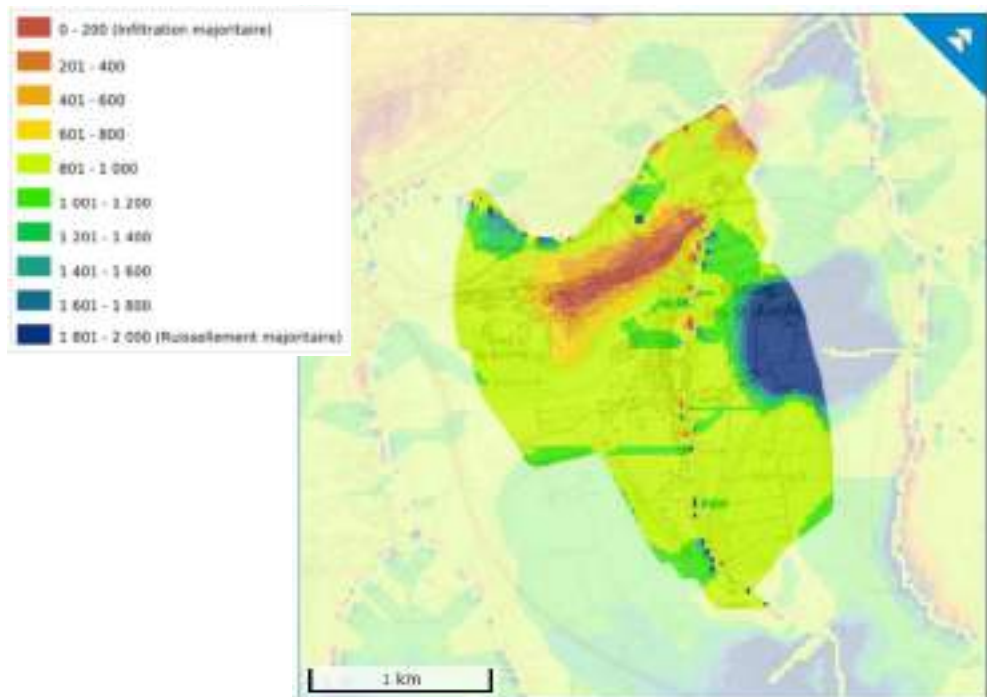 0 - 200 (Infiltration majoritaire)
201 - 400
401 - 600
601 - 800
801 - 1 000
1 001 - 1 200
1 201 - 1 400
1 401 - 1 600
1 601 - 1 800
1 801 - 2 000 (Ruissellement majoritaire)
1 km